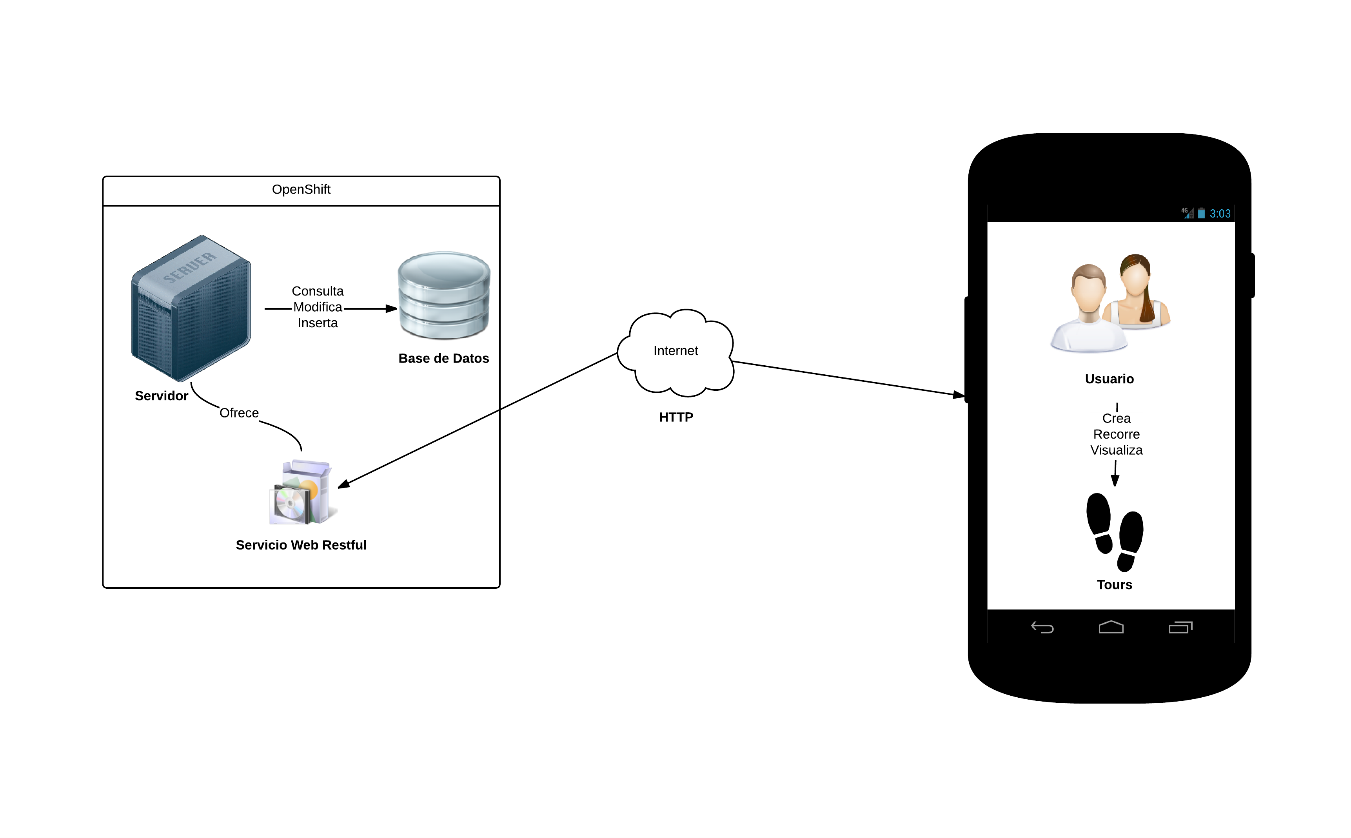 OpenShift
SERVER
Consulta
Modifica
Inserta
Base de Datos
Servidor
Ofrece
Servicio Web Restful
Internet
HTTP
4G 3:03
Usuario
Crea
Recorre
Visualiza
Tours